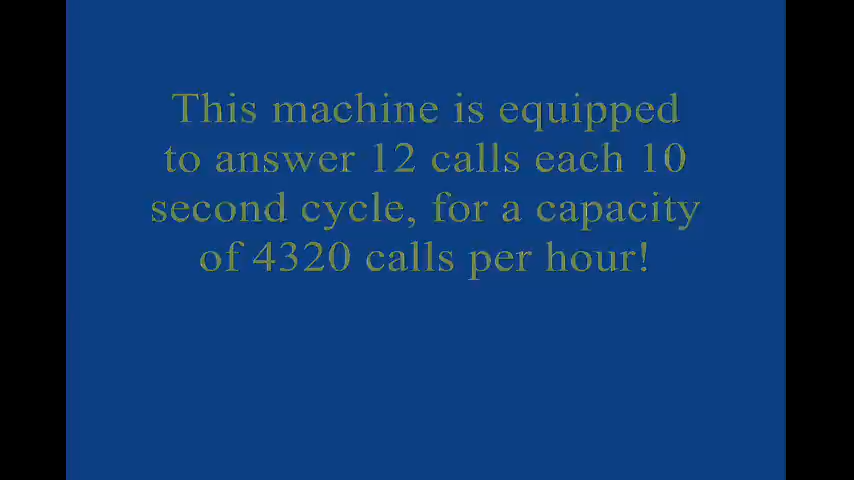 This machine is equipped
to answer 12 calls each 10
second cycle, for a capacity
of 4320 calls per hour!